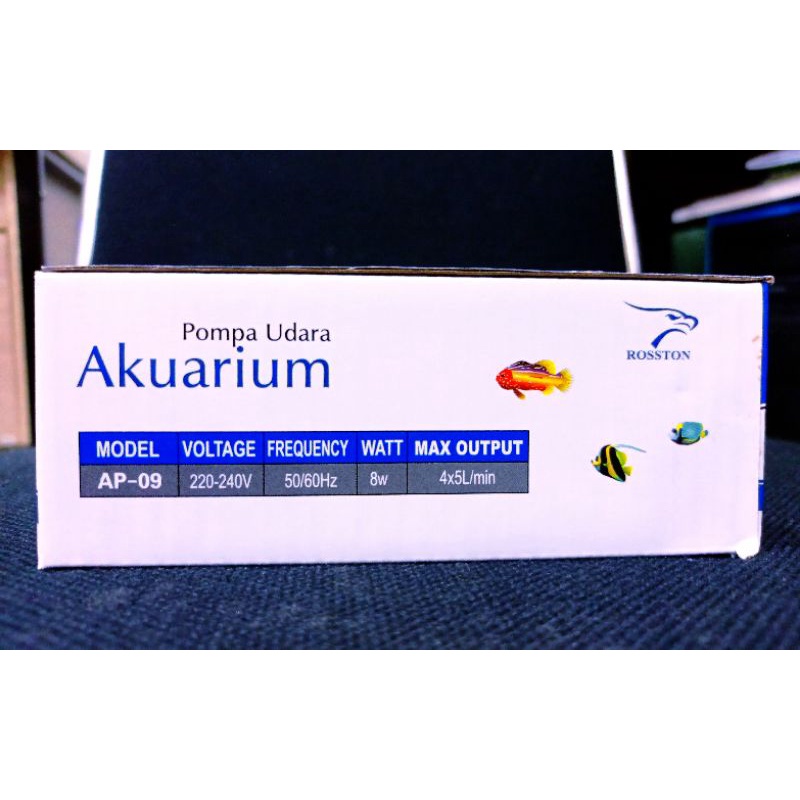 Pompa Udara
Akuarium
ROSSTON
MODEL VOLTAGE FREQUENCY WATT MAX OUTPUT
AP-09 220-240V 50/60Hz 8w 4x5L/min